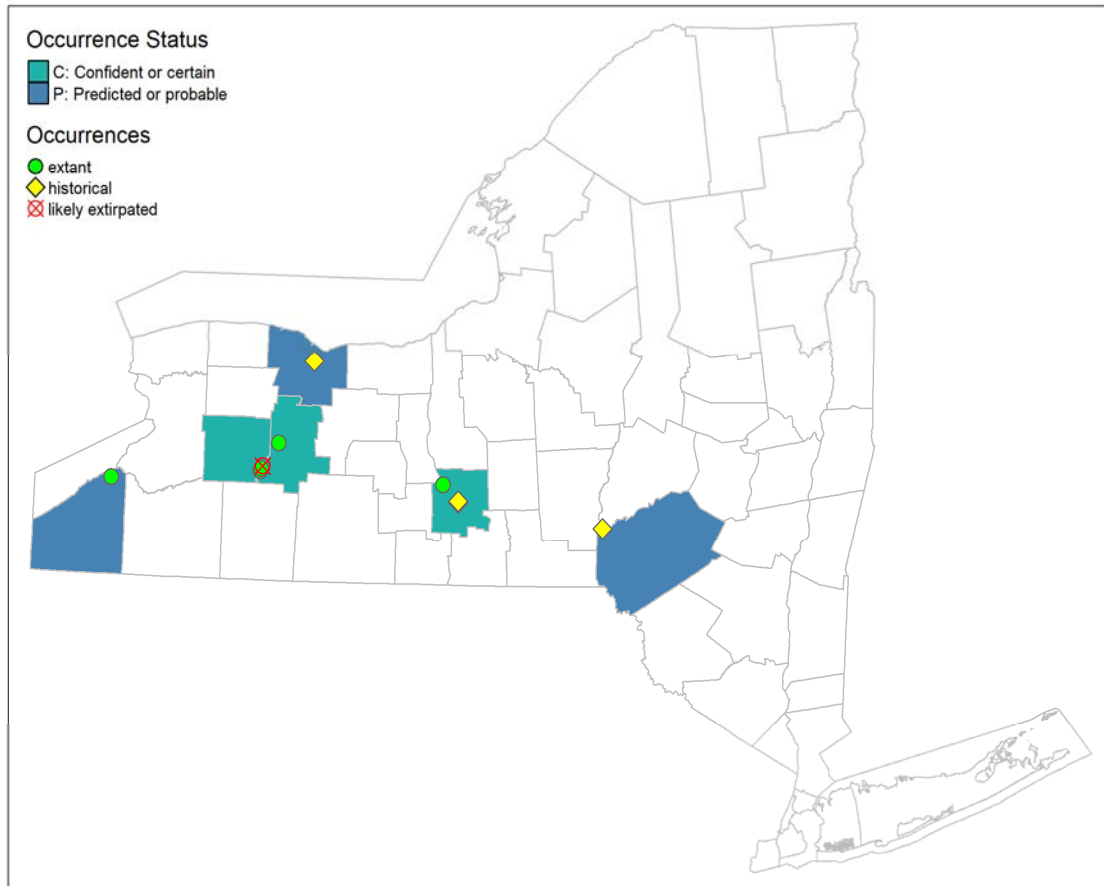 Occurrence Status
C: Confident or certain
P: Predicted or probable
Occurrences
extant
historical
likely extirpated